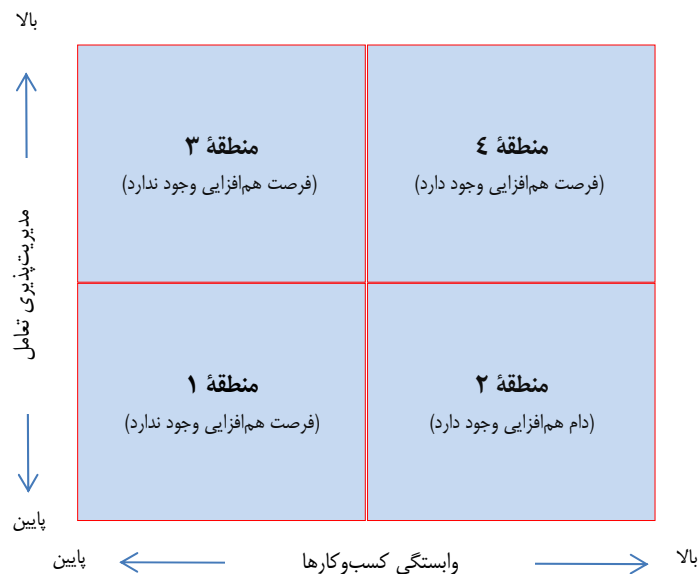 بالا
منطقهٔ ٤
(فرصت هم‌افزایی وجود دارد)
منطقهٔ ۳
(فرصت هم‌افزایی وجود ندارد)
مدیریت‌پذیری تعامل
منطقهٔ ۲
(دام هم‌افزایی وجود دارد)
منطقهٔ ۱
(فرصت هم‌افزایی وجود ندارد)
پایین
بالا
وابستگی کسب‌وکارها
پایین